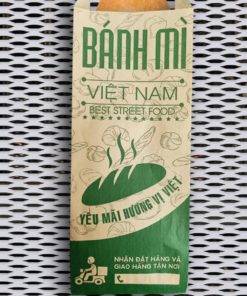 BÁNH MÌ
VIỆT NAM
BEST STREET FOOD
YÊU MÃI HƯƠNG VỊ VIỆT
NHẬN ĐẶT HÀNG VÀ
GIAO HÀNG TẬN NƠI